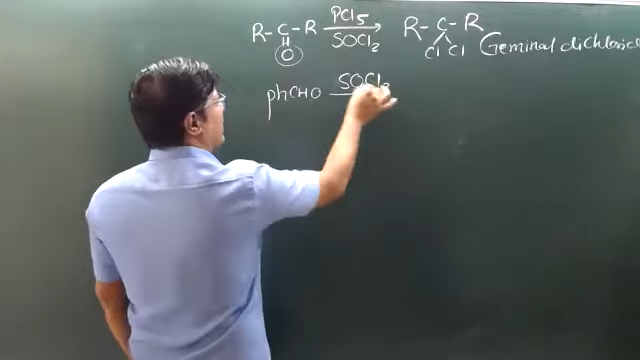 R-C-R PCl5 R-C-R
O SOCl2 Cl Cl Geminal dichloride
phCHO SOCl2